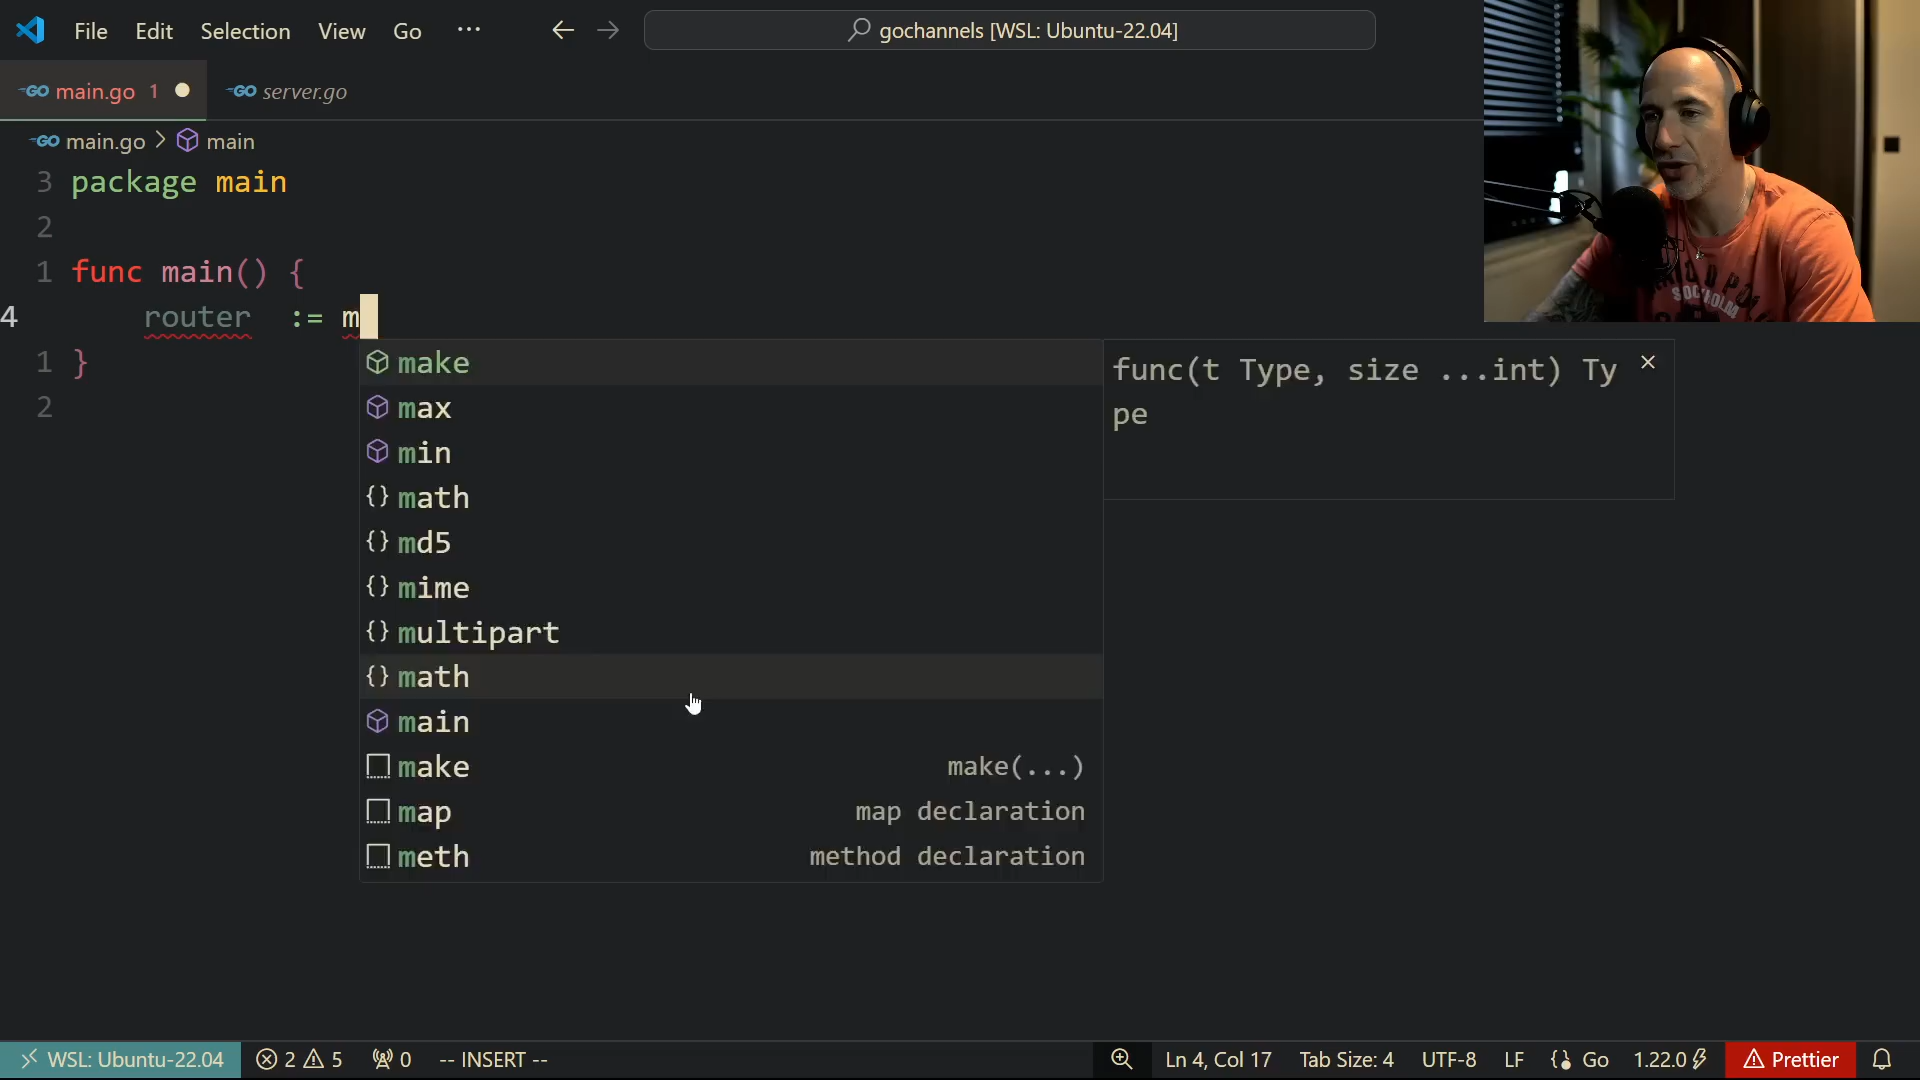 File Edit Selection View Go ···
gochannels [WSL: Ubuntu-22.04]
GO main.go 1 GO server.go
GO main.go > main
3 package main
2
1 func main() {
4 router := m
1 }
2
make
max
min
math
md5
mime
multipart
math
main
make make(...)
map map declaration
meth method declaration
func(t Type, size ...int) Ty
pe
WSL: Ubuntu-22.04 2 5 0 -- INSERT -- Ln 4, Col 17 Tab Size: 4 UTF-8 LF Go 1.22.0 Prettier